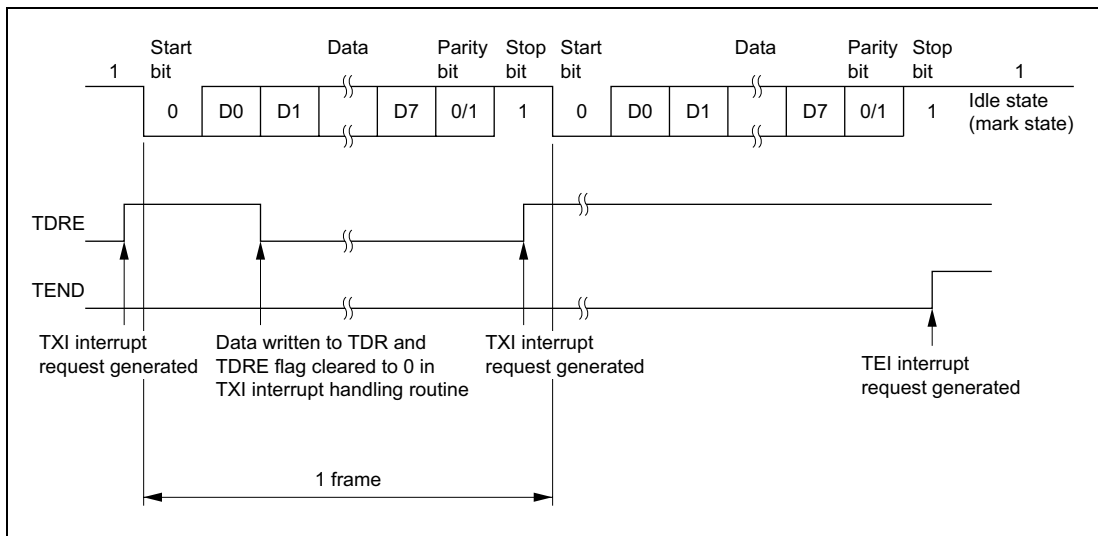 Start bit Data Parity bit Stop bit Start bit Data Parity bit Stop bit
1 1
0 D0 D1 D7 0/1 1 0 D0 D1 D7 0/1 1 Idle state (mark state)
TDRE
TEND
TXI interrupt
request generated
Data written to TDR and
TDRE flag cleared to 0 in
TXI interrupt handling routine
TXI interrupt
request generated
TEI interrupt
request generated
1 frame